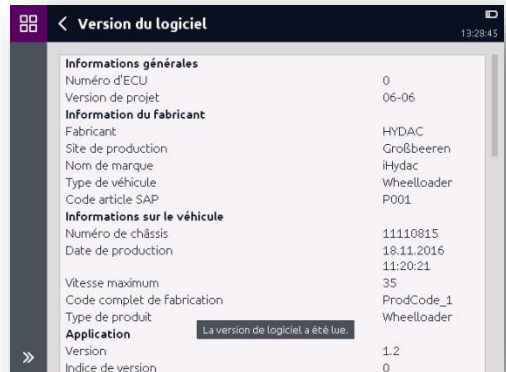 Version du logiciel
13:28:45
Informations générales
Numéro d'ECU 0
Version de projet 06-06
Information du fabricant
Fabricant HYDAC
Site de production Großbeeren
Nom de marque iHydac
Type de véhicule Wheelloader
Code article SAP P001
Informations sur le véhicule
Numéro de châssis 11110815
Date de production 18.11.2016
11:20:21
Vitesse maximum 35
Code complet de fabrication ProdCode_1
Type de produit Wheelloader
La version de logiciel a été lue.
Application
Version 1.2
Indice de version 0